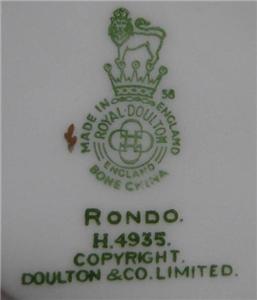 58
MADE IN ENGLAND
ROYAL DOULTON
ENGLAND
BONE CHINA
RONDO.
H.4935.
COPYRIGHT.
DOULTON & CO. LIMITED.